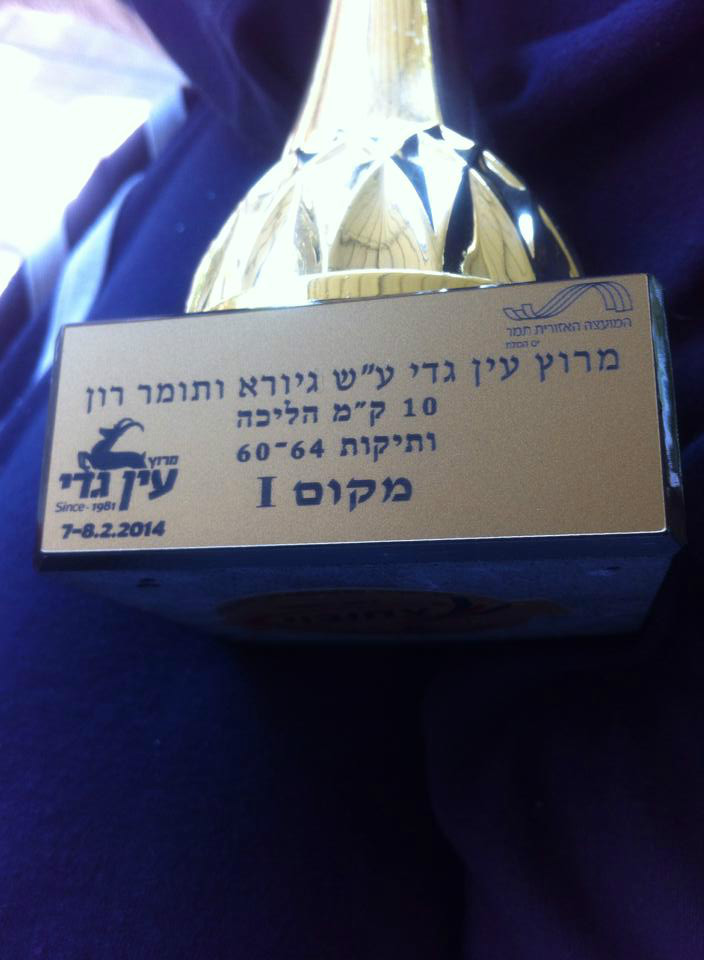 המועצה האזורית תמר
ים המלח
מרוץ עין גדי ע"ש גיורא ותומר רון
10 ק"מ הליכה
ותיקות 60-64
מקום I
מרוץ
עין גדי
Since - 1981
7-8.2.2014